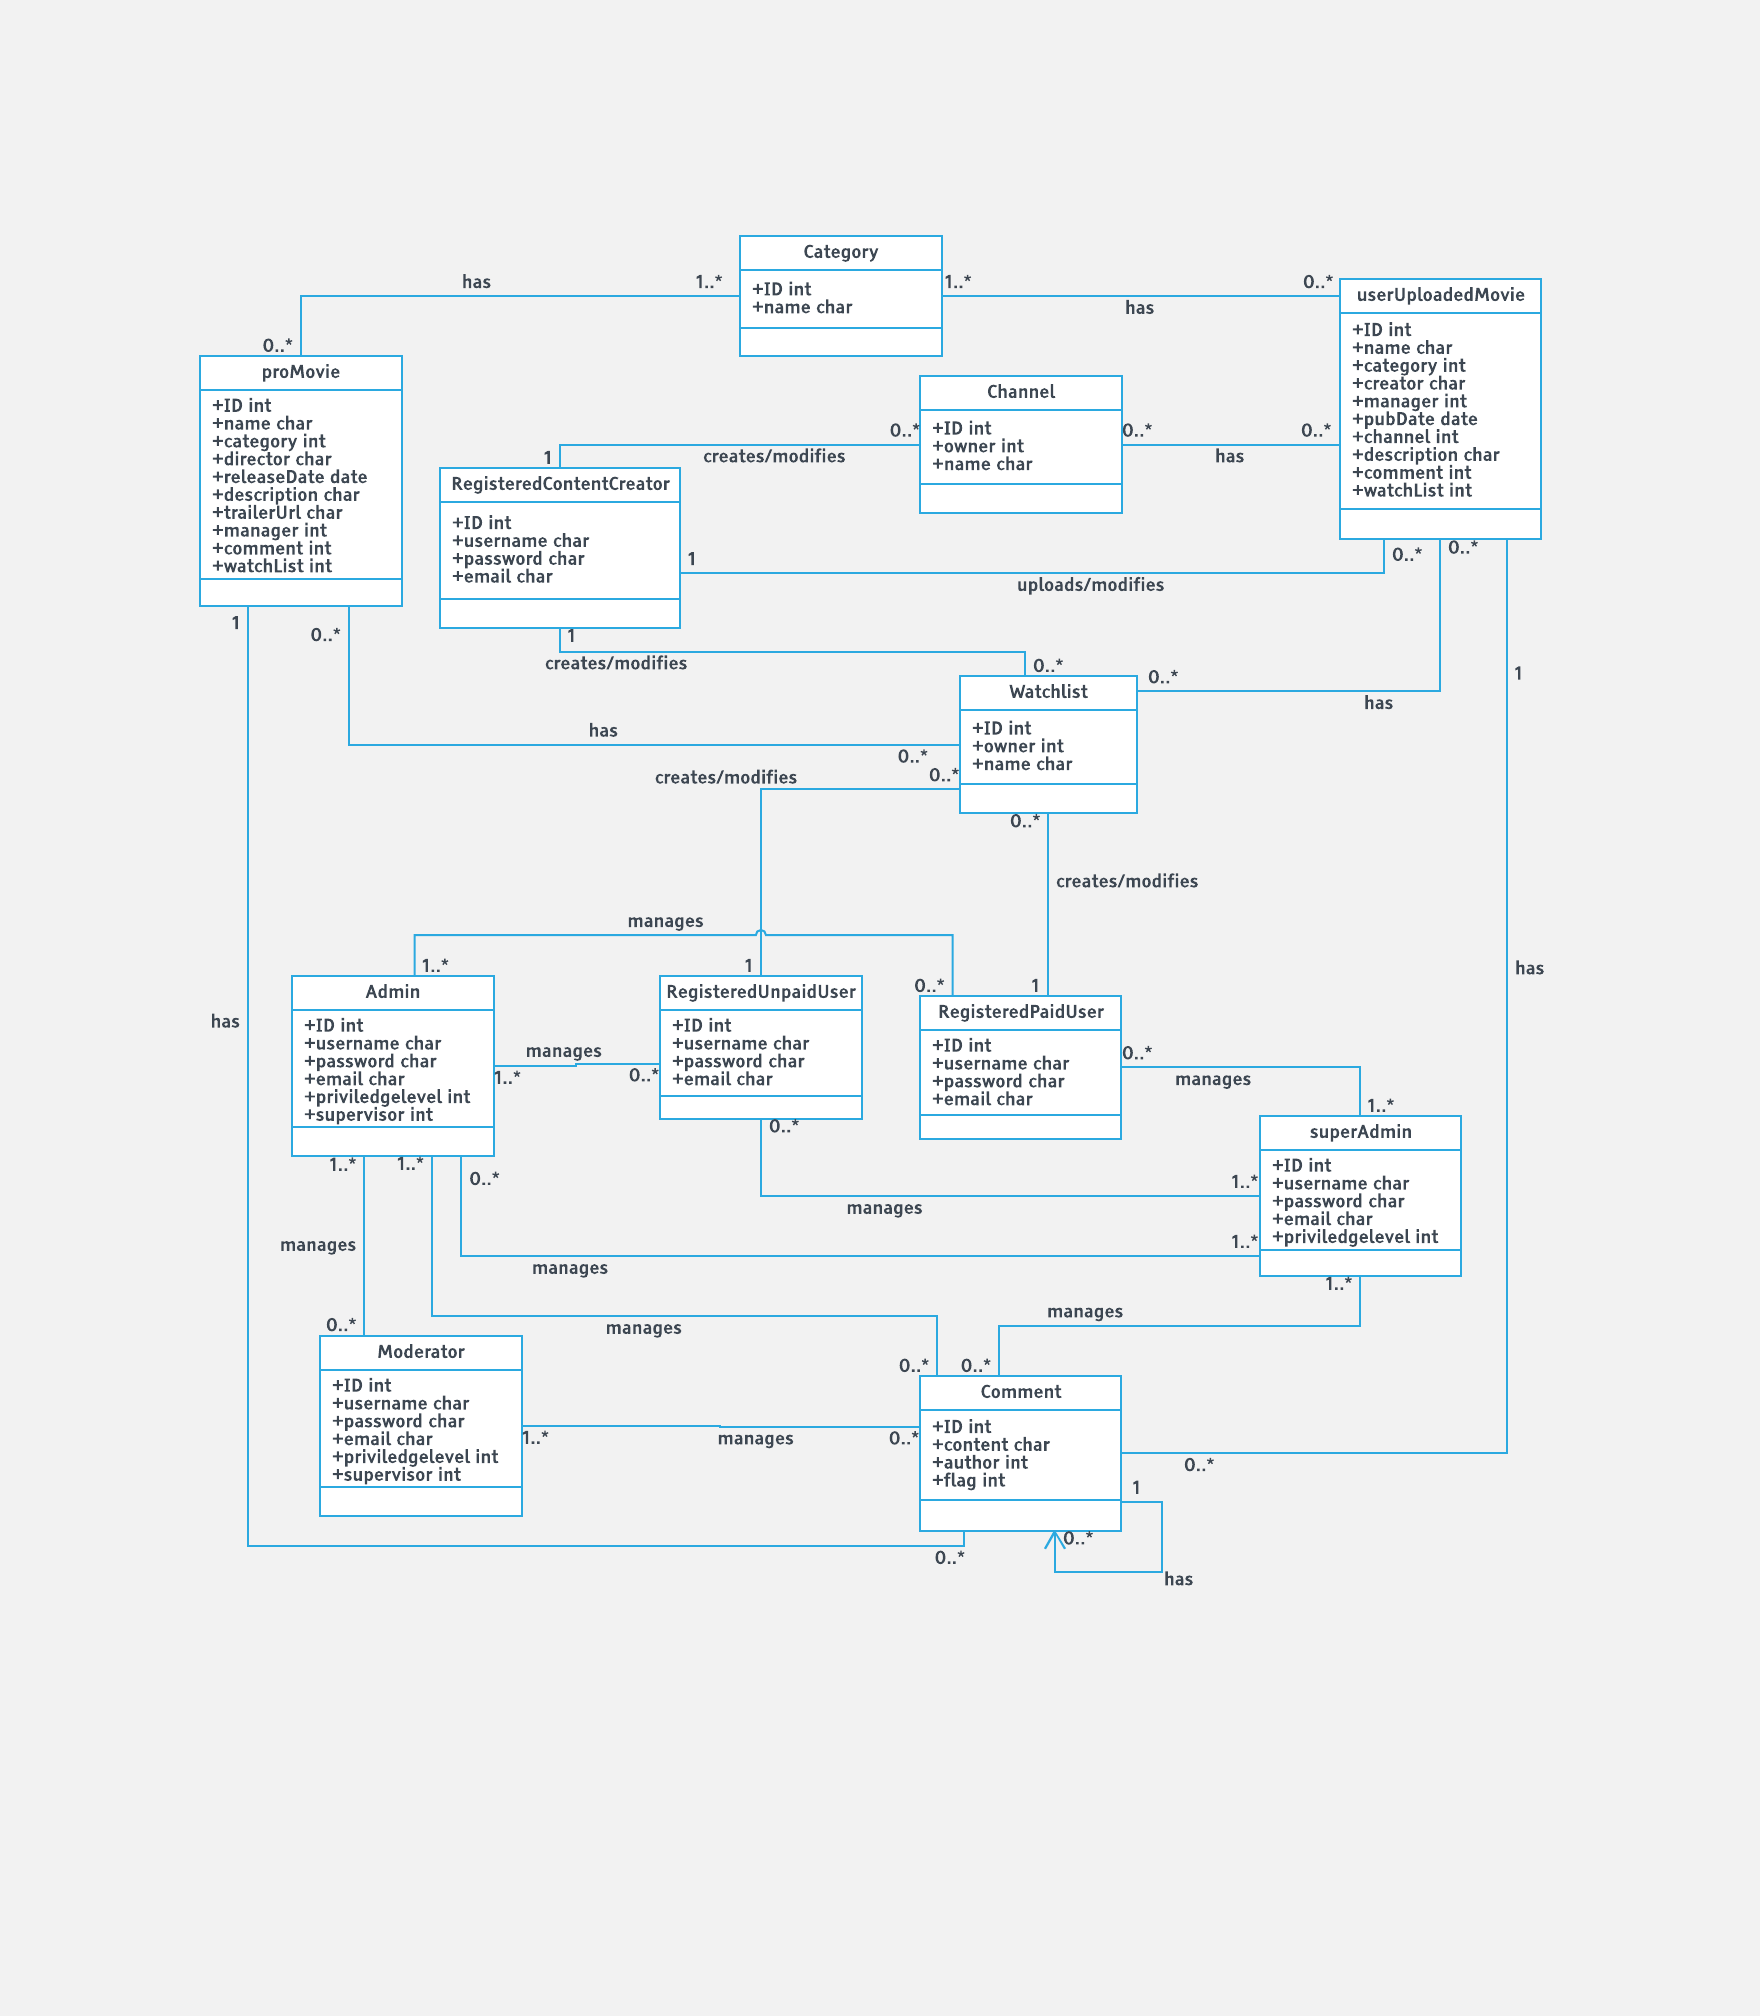 Category
+ID int
+name char
has
1..*
0..*
1..*
has
0..*
userUploadedMovie
+ID int
+name char
+category int
+creator char
+manager int
+pubDate date
+channel int
+description char
+comment int
+watchList int
proMovie
+ID int
+name char
+category int
+director char
+releaseDate date
+description char
+trailerUrl char
+manager int
+comment int
+watchList int
Channel
+ID int
+owner int
+name char
0..*
creates/modifies
1
0..*
has
0..*
RegisteredContentCreator
+ID int
+username char
+password char
+email char
1
uploads/modifies
0..*
0..*
1
0..*
1
creates/modifies
0..*
0..*
has
1
Watchlist
+ID int
+owner int
+name char
has
0..*
creates/modifies
0..*
0..*
creates/modifies
manages
1..*
1
0..*
1
has
has
Admin
+ID int
+username char
+password char
+email char
+priviledgelevel int
+supervisor int
manages
1..*
0..*
RegisteredUnpaidUser
+ID int
+username char
+password char
+email char
RegisteredPaidUser
+ID int
+username char
+password char
+email char
0..*
manages
1..*
superAdmin
+ID int
+username char
+password char
+email char
+priviledgelevel int
0..*
manages
1..*
1..*
1..*
0..*
manages
1..*
manages
0..*
manages
0..*
1..*
manages
0..*
Moderator
+ID int
+username char
+password char
+email char
+priviledgelevel int
+supervisor int
1..*
manages
0..*
Comment
+ID int
+content char
+author int
+flag int
0..*
1
0..*
has
0..*